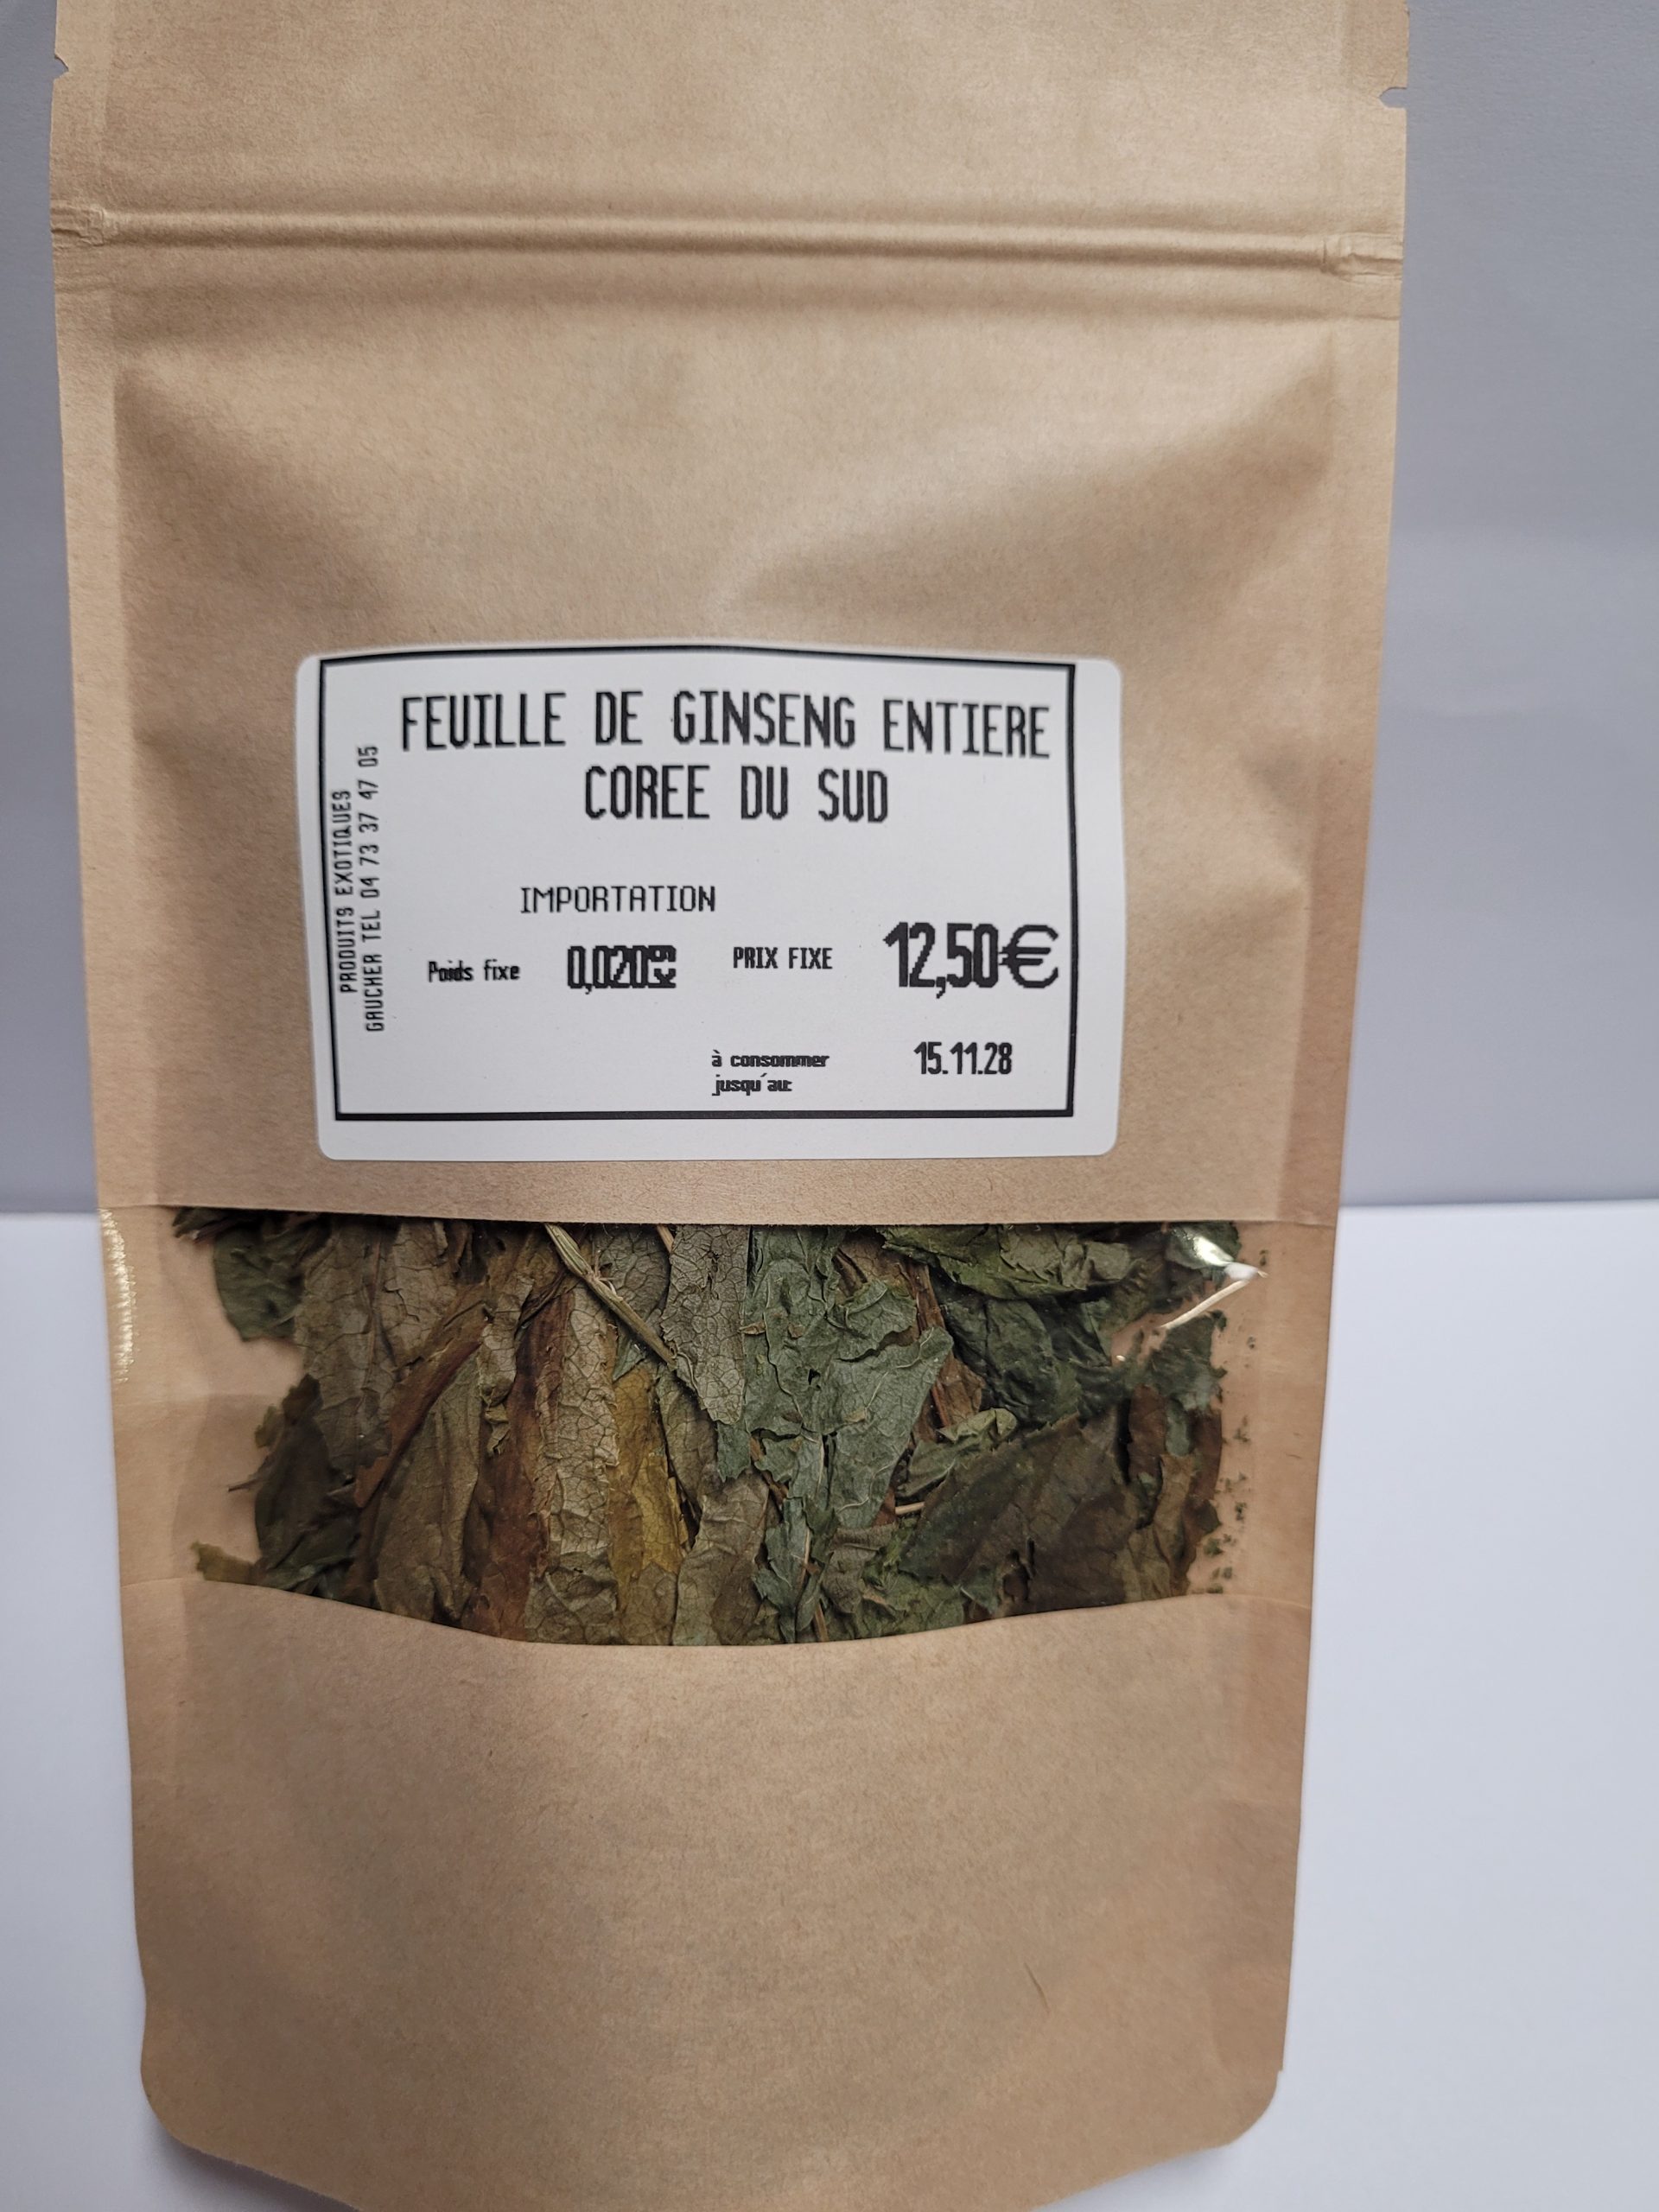 FEUILLE DE GINSENG ENTIERE
COREE DU SUD
PRODUITS EXOTIQUES
GAUCHER TEL 04 73 37 47 05
IMPORTATION
Poids fixe 0,020kg PRIX FIXE 12,50€
à consommer
jusqu'au: 15.11.28